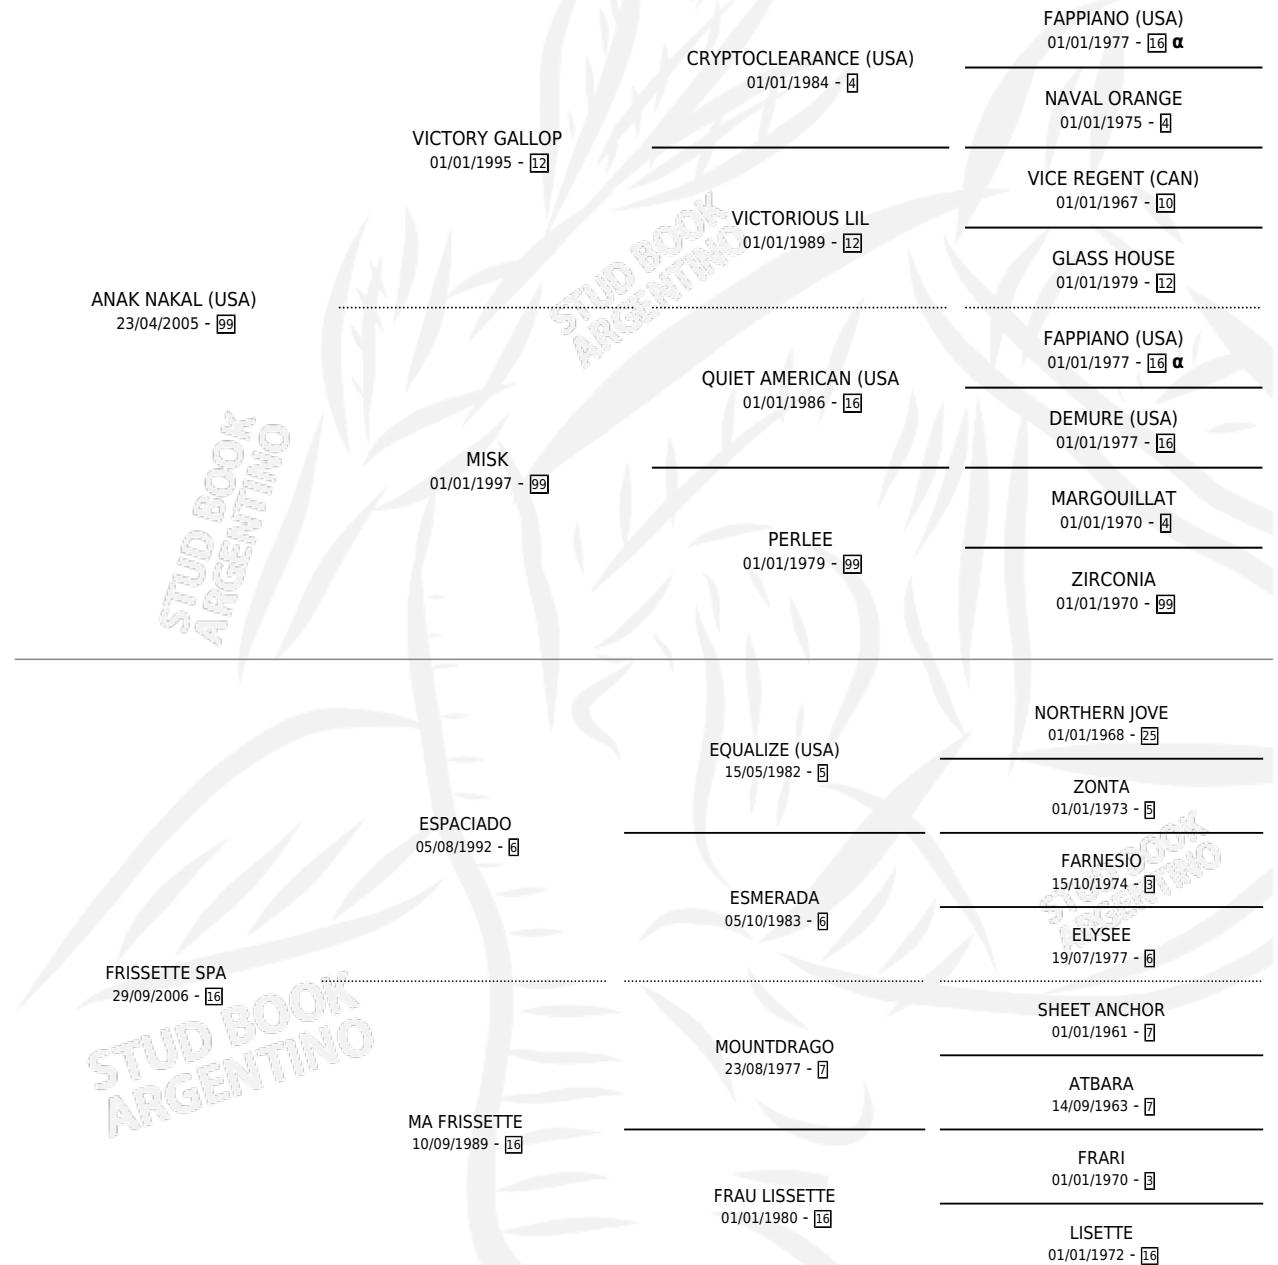 FAPPIANO (USA)
01/01/1977 - 16 α
CRYPTOCLEARANCE (USA)
01/01/1984 - 4
NAVAL ORANGE
01/01/1975 - 4
VICTORY GALLOP
01/01/1995 - 12
VICE REGENT (CAN)
01/01/1967 - 10
VICTORIOUS LIL
01/01/1989 - 12
GLASS HOUSE
01/01/1979 - 12
STUD BOOK
ARGENTINO
ANAK NAKAL (USA)
23/04/2005 - 99
FAPPIANO (USA)
01/01/1977 - 16 α
QUIET AMERICAN (USA
01/01/1986 - 16
DEMURE (USA)
01/01/1977 - 16
MISK
01/01/1997 - 99
MARGOUILLAT
01/01/1970 - 4
PERLEE
01/01/1979 - 99
ZIRCONIA
01/01/1970 - 99
STUD BOOK
ARGENTINO
NORTHERN JOVE
01/01/1968 - 25
EQUALIZE (USA)
15/05/1982 - 5
ZONTA
01/01/1973 - 5
ESPACIADO
05/08/1992 - 6
FARNESIO
15/10/1974 - 3
ESMERADA
05/10/1983 - 6
ELYSEE
19/07/1977 - 6
STUD BOOK
ARGENTINO
FRISSETTE SPA
29/09/2006 - 16
SHEET ANCHOR
01/01/1961 - 7
MOUNTDRAGO
23/08/1977 - 7
ATBARA
14/09/1963 - 7
STUD BOOK
ARGENTINO
MA FRISSETTE
10/09/1989 - 16
FRARI
01/01/1970 - 3
FRAU LISSETTE
01/01/1980 - 16
LISETTE
01/01/1972 - 16